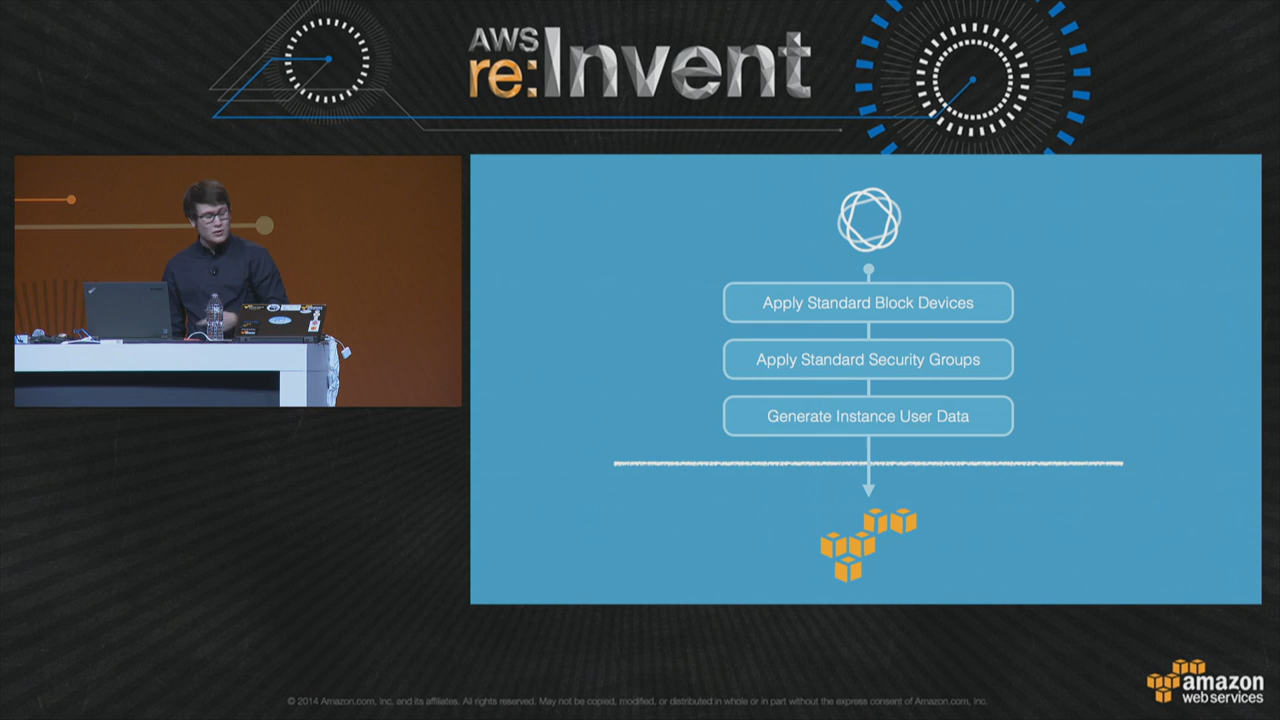 AWS
re:Invent
Apply Standard Block Devices
Apply Standard Security Groups
Generate Instance User Data
amazon
web services
© 2014 Amazon.com, Inc. and its affiliates. All rights reserved. May not be copied, modified, or distributed in whole or in part without the express consent of Amazon.com, Inc.